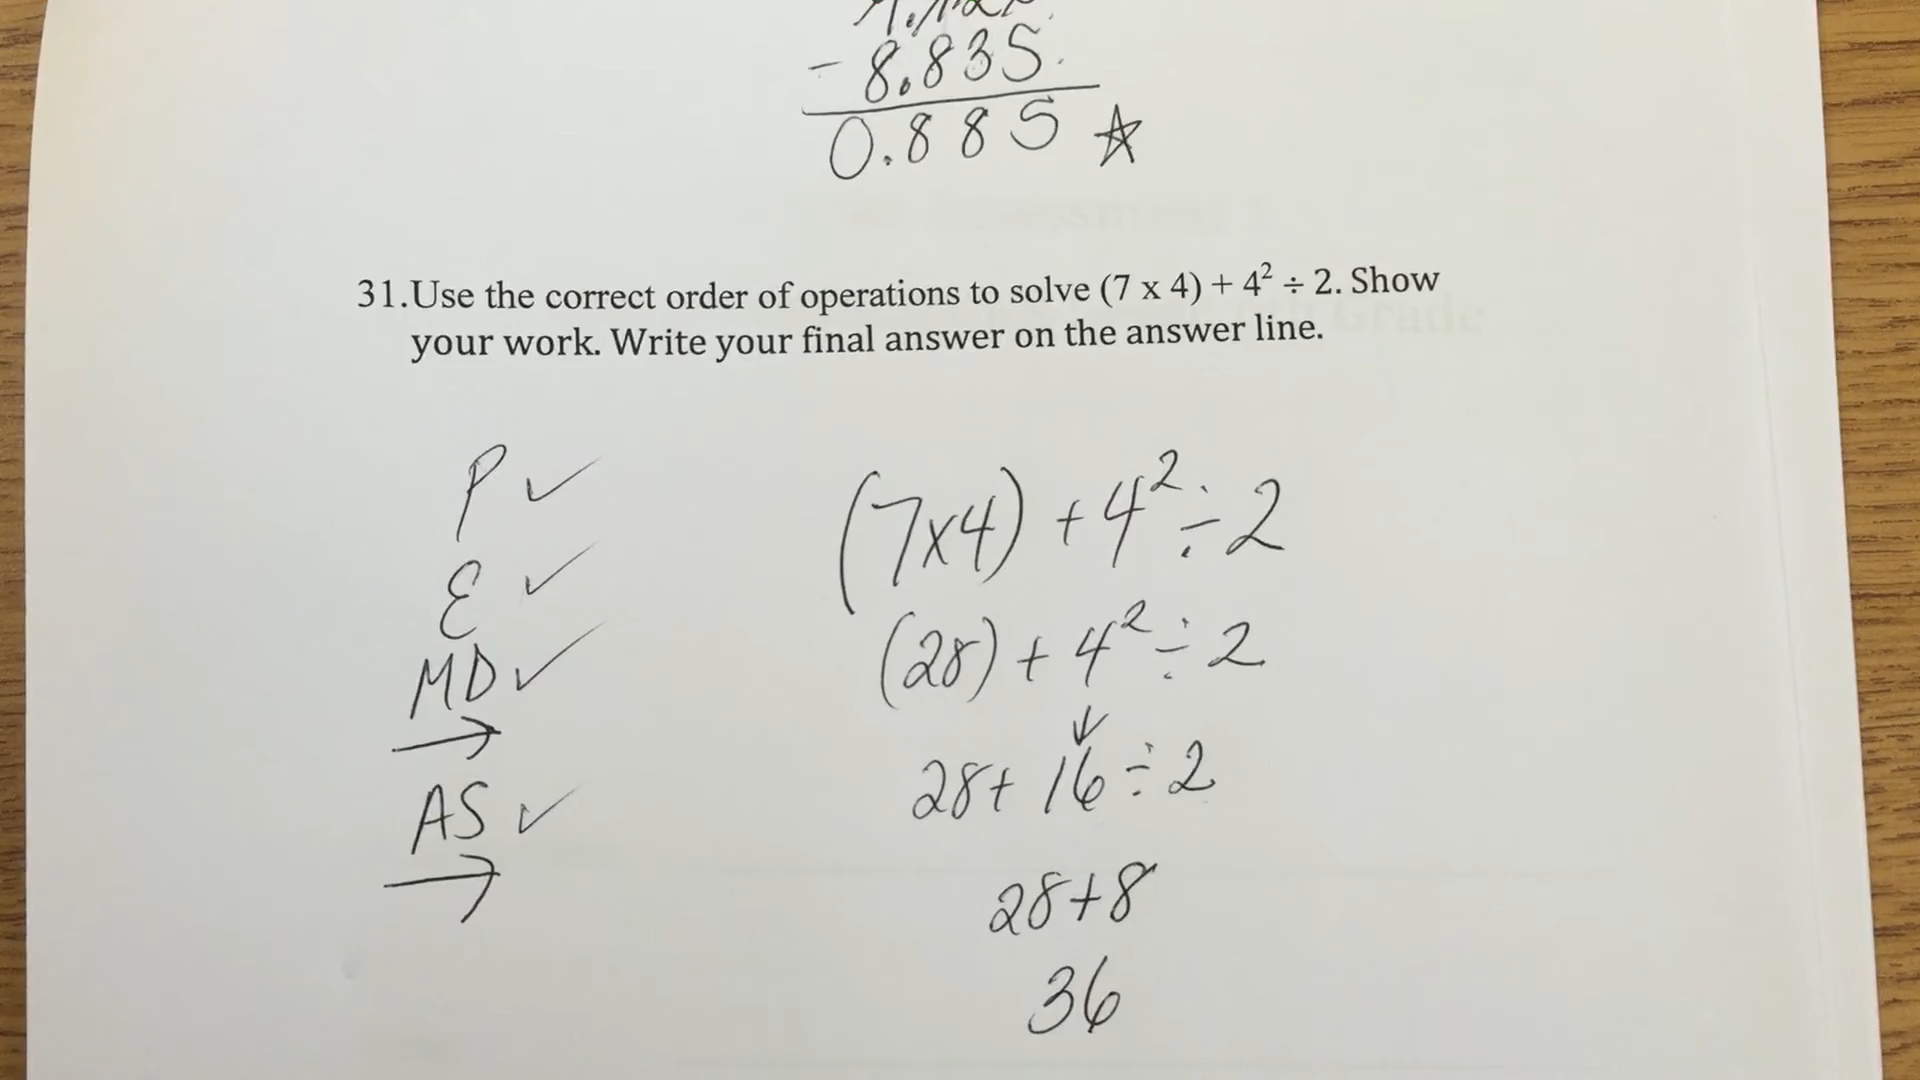 - 8.835
0.885 ☆
31.Use the correct order of operations to solve (7 x 4) + 4² ÷ 2. Show
your work. Write your final answer on the answer line.
P ✓
E ✓
MD ✓
→
AS ✓
→
(7x4) + 4² ÷ 2
(28) + 4² ÷ 2
↓
28 + 16 ÷ 2
28 + 8
36